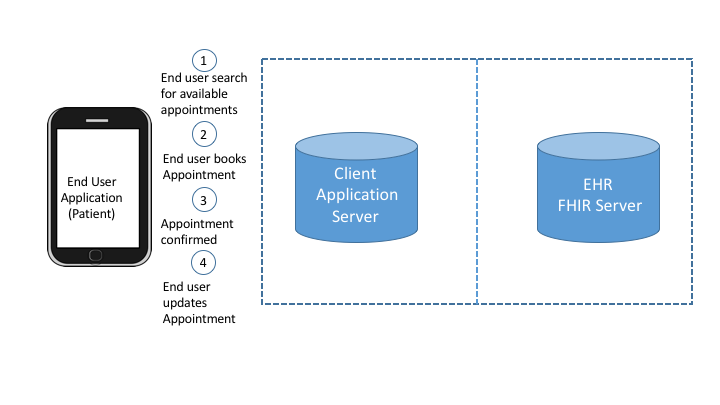 End User
Application
(Patient)
1
End user search
for available
appointments
2
End user books
Appointment
3
Appointment
confirmed
4
End user
updates
Appointment
Client
Application
Server
EHR
FHIR Server